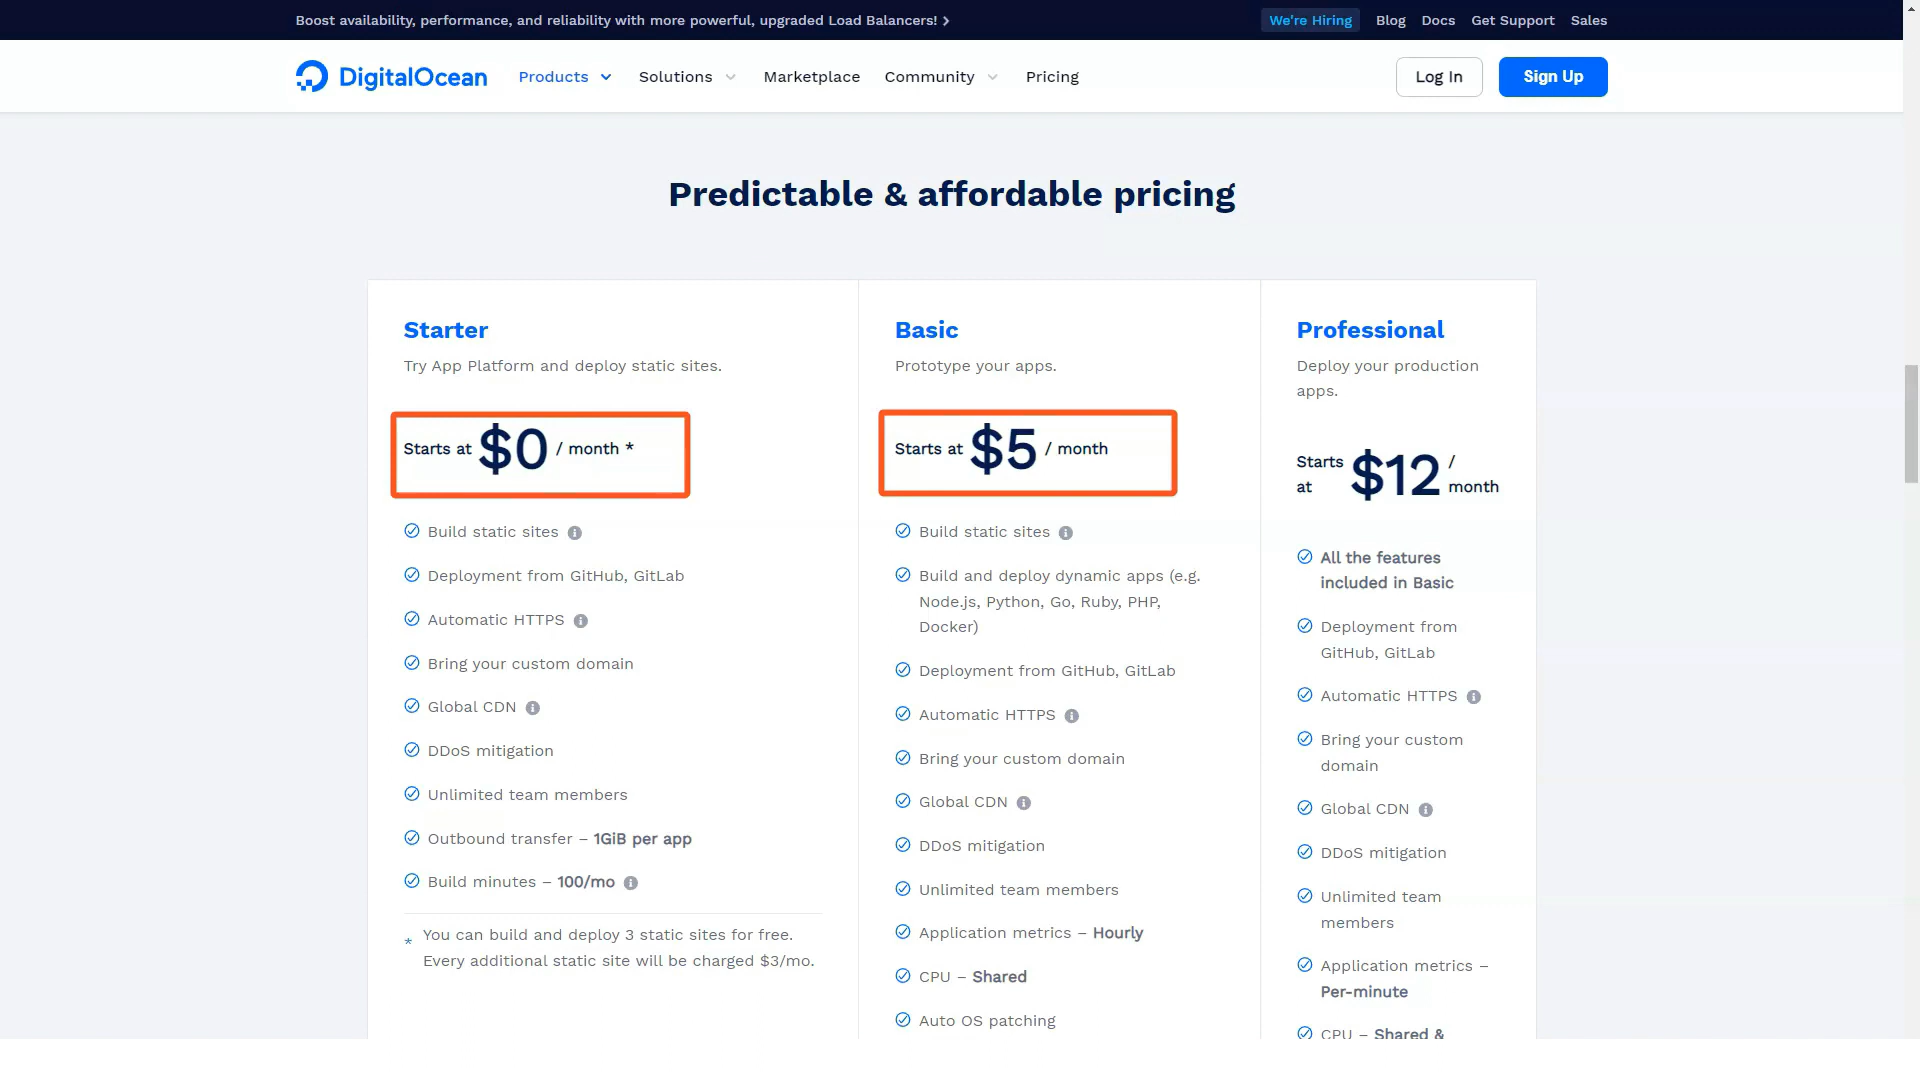 Boost availability, performance, and reliability with more powerful, upgraded Load Balancers!
We're Hiring Blog Docs Get Support Sales
DigitalOcean Products Solutions Marketplace Community Pricing Log In Sign Up
Predictable & affordable pricing
Starter
Try App Platform and deploy static sites.
Starts at $0 / month *
Build static sites
Deployment from GitHub, GitLab
Automatic HTTPS
Bring your custom domain
Global CDN
DDoS mitigation
Unlimited team members
Outbound transfer – 1GiB per app
Build minutes – 100/mo
* You can build and deploy 3 static sites for free.
Every additional static site will be charged $3/mo.
Basic
Prototype your apps.
Starts at $5 / month
Build static sites
Build and deploy dynamic apps (e.g.
Node.js, Python, Go, Ruby, PHP,
Docker)
Deployment from GitHub, GitLab
Automatic HTTPS
Bring your custom domain
Global CDN
DDoS mitigation
Unlimited team members
Application metrics – Hourly
CPU – Shared
Auto OS patching
Professional
Deploy your production
apps.
Starts at $12 / month
All the features
included in Basic
Deployment from
GitHub, GitLab
Automatic HTTPS
Bring your custom
domain
Global CDN
DDoS mitigation
Unlimited team
members
Application metrics –
Per-minute
CPU – Shared &